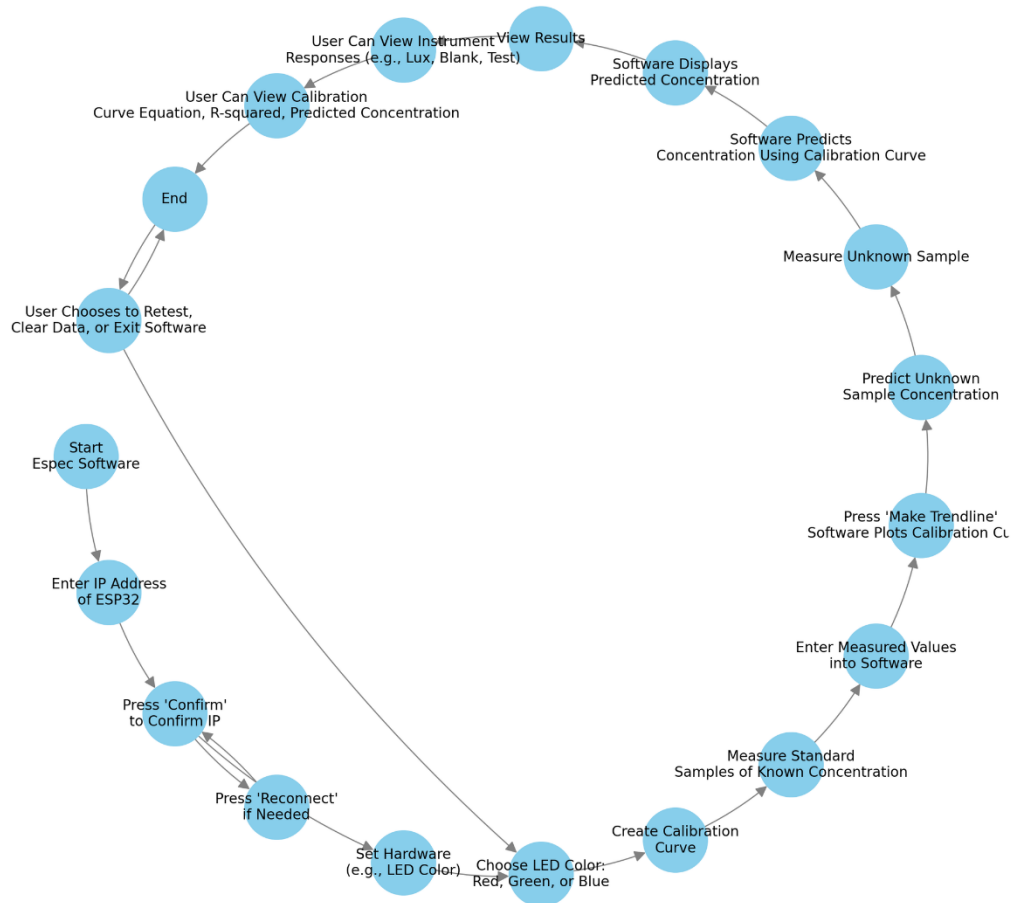 Start
Espec Software
Enter IP Address
of ESP32
Press 'Confirm'
to Confirm IP
Press 'Reconnect'
if Needed
Set Hardware
(e.g., LED Color)
Choose LED Color:
Red, Green, or Blue
Create Calibration
Curve
Measure Standard
Samples of Known Concentration
Enter Measured Values
into Software
Press 'Make Trendline'
Software Plots Calibration Cu
Predict Unknown
Sample Concentration
Measure Unknown Sample
Software Predicts
Concentration Using Calibration Curve
Software Displays
Predicted Concentration
View Results
User Can View Instrument
Responses (e.g., Lux, Blank, Test)
User Can View Calibration
Curve Equation, R-squared, Predicted Concentration
End
User Chooses to Retest,
Clear Data, or Exit Software